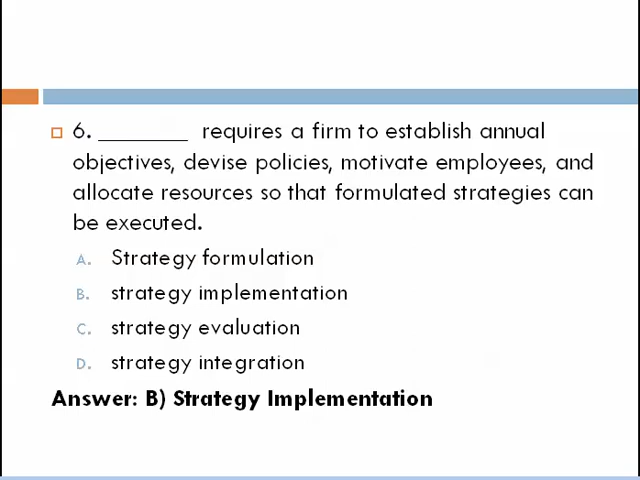 6. ________ requires a firm to establish annual
objectives, devise policies, motivate employees, and
allocate resources so that formulated strategies can
be executed.
A. Strategy formulation
B. strategy implementation
C. strategy evaluation
D. strategy integration
Answer: B) Strategy Implementation